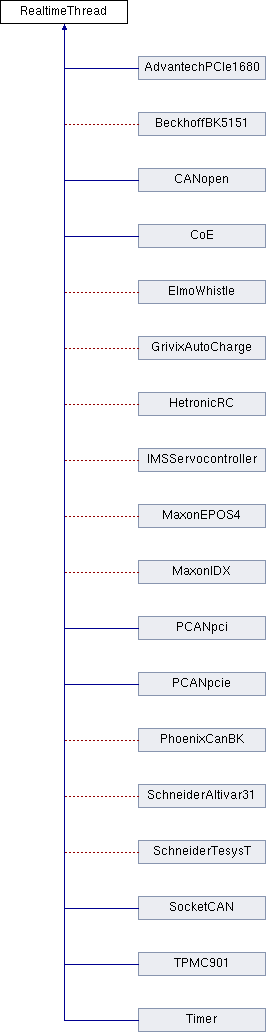 RealtimeThread
AdvantechPCIe1680
BeckhoffBK5151
CANopen
CoE
ElmoWhistle
GrivixAutoCharge
HetronicRC
IMSServocontroller
MaxonEPOS4
MaxonIDX
PCANpci
PCANpcie
PhoenixCanBK
SchneiderAltivar31
SchneiderTesysT
SocketCAN
TPMC901
Timer